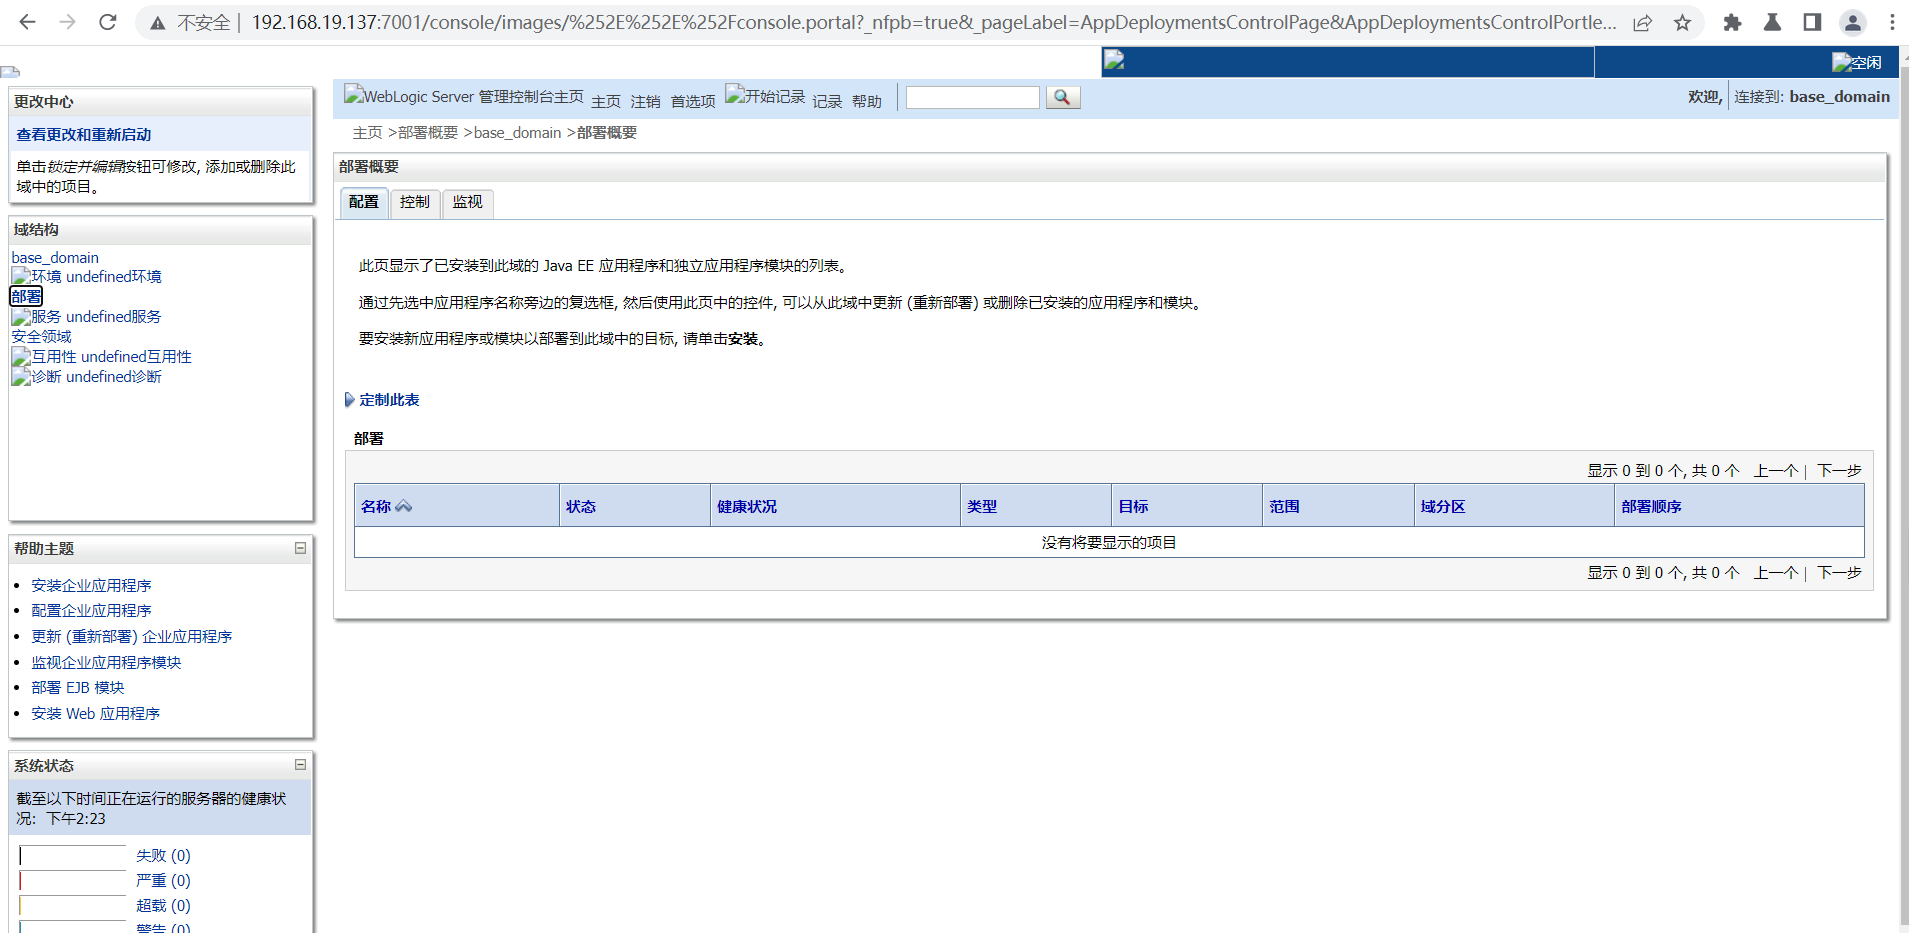 不安全 192.168.19.137:7001/console/images/%252E%252E%252Fconsole.portal?_nfpb=true&_pageLabel=AppDeploymentsControlPage&AppDeploymentsControlPortle...
空闲
WebLogic Server 管理控制台主页 主页 注销 首选项 开始记录 记录 帮助
欢迎, 连接到: base_domain
主页 >部署概要 >base_domain >部署概要
更改中心
查看更改和重新启动
单击锁定并编辑按钮可修改, 添加或删除此
域中的项目。
域结构
base_domain
环境 undefined环境
部署
服务 undefined服务
安全领域
互用性 undefined互用性
诊断 undefined诊断
帮助主题
安装企业应用程序
配置企业应用程序
更新 (重新部署) 企业应用程序
监视企业应用程序模块
部署 EJB 模块
安装 Web 应用程序
系统状态
截至以下时间正在运行的服务器的健康状
况: 下午2:23
失败 (0)
严重 (0)
超载 (0)
警告 (0)
部署概要
配置 控制 监视
此页显示了已安装到此域的 Java EE 应用程序和独立应用程序模块的列表。
通过先选中应用程序名称旁边的复选框, 然后使用此页中的控件, 可以从此域中更新 (重新部署) 或删除已安装的应用程序和模块。
要安装新应用程序或模块以部署到此域中的目标, 请单击安装。
定制此表
部署
显示 0 到 0 个, 共 0 个 上一个 | 下一步
名称 状态 健康状况 类型 目标 范围 域分区 部署顺序
没有将要显示的项目
显示 0 到 0 个, 共 0 个 上一个 | 下一步